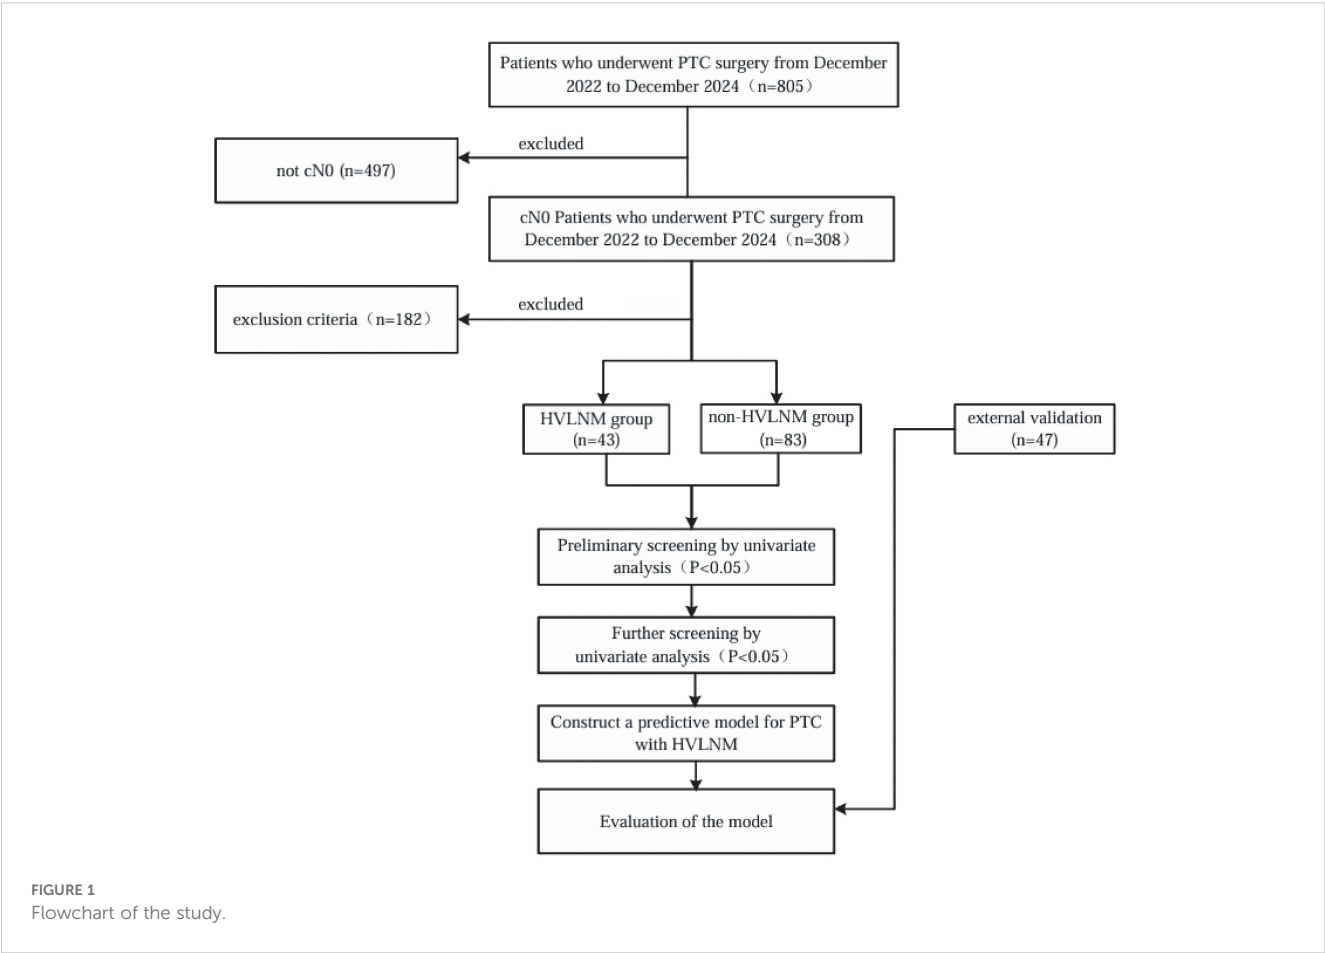 Patients who underwent PTC surgery from December
2022 to December 2024（n=805）
excluded
not cN0 (n=497)
cN0 Patients who underwent PTC surgery from
December 2022 to December 2024（n=308）
excluded
exclusion criteria（n=182）
HVLNM group
(n=43)
non-HVLNM group
(n=83)
external validation
(n=47)
Preliminary screening by univariate
analysis（P<0.05）
Further screening by
univariate analysis（P<0.05）
Construct a predictive model for PTC
with HVLNM
Evaluation of the model
FIGURE 1
Flowchart of the study.